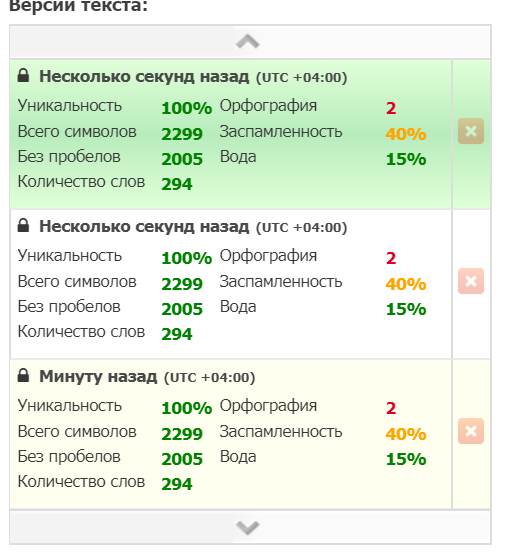 Версии текста:
Несколько секунд назад (UTC +04:00)
Уникальность 100% Орфография 2
Всего символов 2299 Заспамленность 40%
Без пробелов 2005 Вода 15%
Количество слов 294
Несколько секунд назад (UTC +04:00)
Уникальность 100% Орфография 2
Всего символов 2299 Заспамленность 40%
Без пробелов 2005 Вода 15%
Количество слов 294
Минуту назад (UTC +04:00)
Уникальность 100% Орфография 2
Всего символов 2299 Заспамленность 40%
Без пробелов 2005 Вода 15%
Количество слов 294